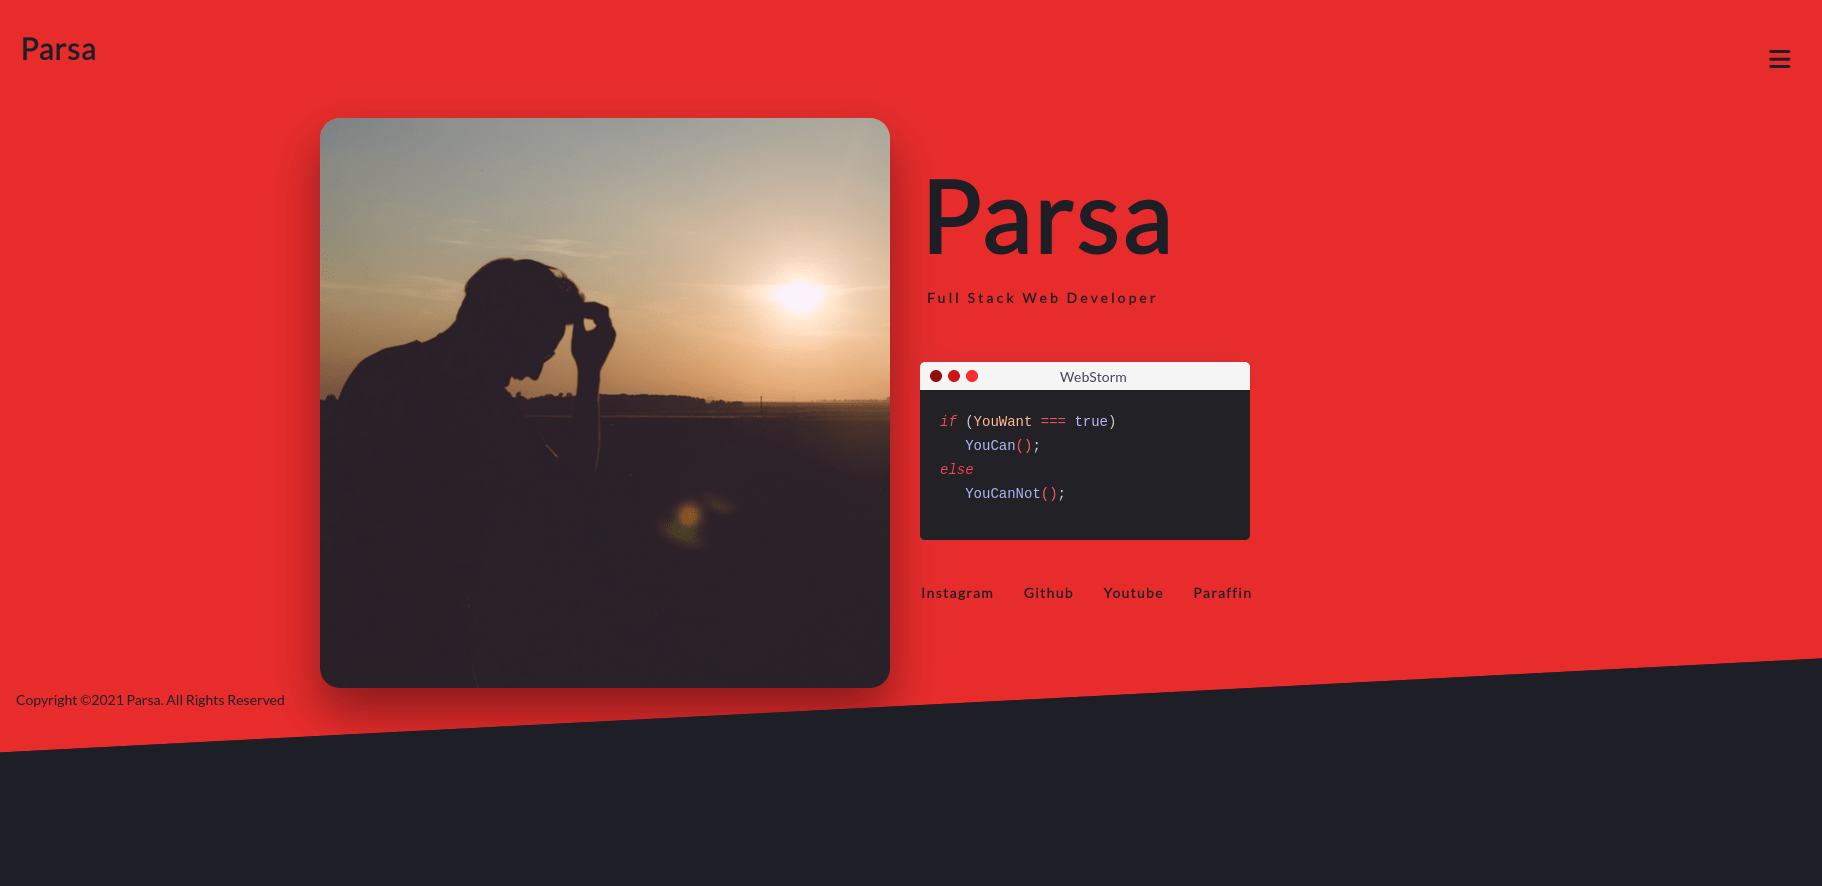 Parsa
Parsa
Full Stack Web Developer
WebStorm
if (YouWant === true)
   YouCan();
else
   YouCanNot();
Instagram Github Youtube Paraffin
Copyright ©2021 Parsa. All Rights Reserved